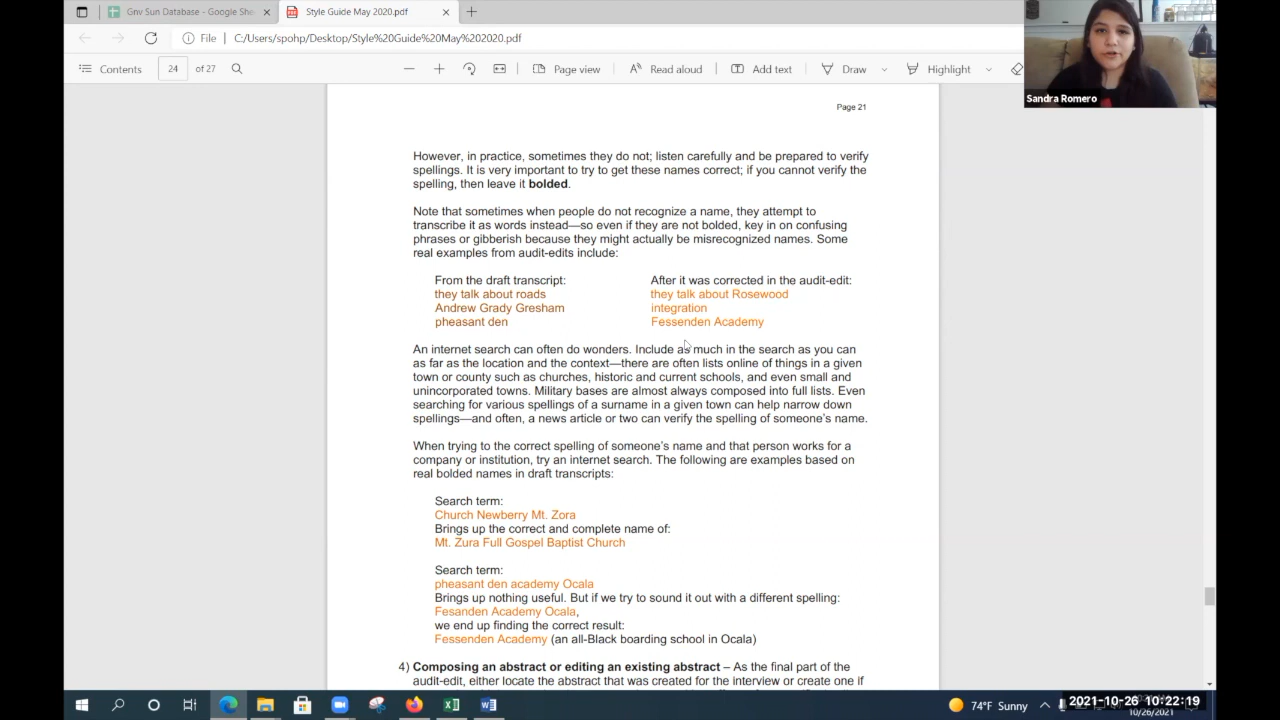 Gnv Sun Database - Google She
Style Guide May 2020.pdf
File
C:/Users/spohp/Desktop/Style%20Guide%20May%202020.pdf
Contents
24
of 27
Page view
Read aloud
Add text
Draw
Highlight
Sandra Romero
Page 21
However, in practice, sometimes they do not; listen carefully and be prepared to verify
spellings. It is very important to try to get these names correct; if you cannot verify the
spelling, then leave it bolded.
Note that sometimes when people do not recognize a name, they attempt to
transcribe it as words instead—so even if they are not bolded, key in on confusing
phrases or gibberish because they might actually be misrecognized names. Some
real examples from audit-edits include:
From the draft transcript:
they talk about roads
Andrew Grady Gresham
pheasant den
After it was corrected in the audit-edit:
they talk about Rosewood
integration
Fessenden Academy
An internet search can often do wonders. Include as much in the search as you can
as far as the location and the context—there are often lists online of things in a given
town or county such as churches, historic and current schools, and even small and
unincorporated towns. Military bases are almost always composed into full lists. Even
searching for various spellings of a surname in a given town can help narrow down
spellings—and often, a news article or two can verify the spelling of someone's name.
When trying to the correct spelling of someone's name and that person works for a
company or institution, try an internet search. The following are examples based on
real bolded names in draft transcripts:
Search term:
Church Newberry Mt. Zora
Brings up the correct and complete name of:
Mt. Zura Full Gospel Baptist Church
Search term:
pheasant den academy Ocala
Brings up nothing useful. But if we try to sound it out with a different spelling:
Fesanden Academy Ocala,
we end up finding the correct result:
Fessenden Academy (an all-Black boarding school in Ocala)
4) Composing an abstract or editing an existing abstract – As the final part of the
audit-edit, either locate the abstract that was created for the interview or create one if
74°F Sunny
2021-10-26 10:22:19
10/26/2021